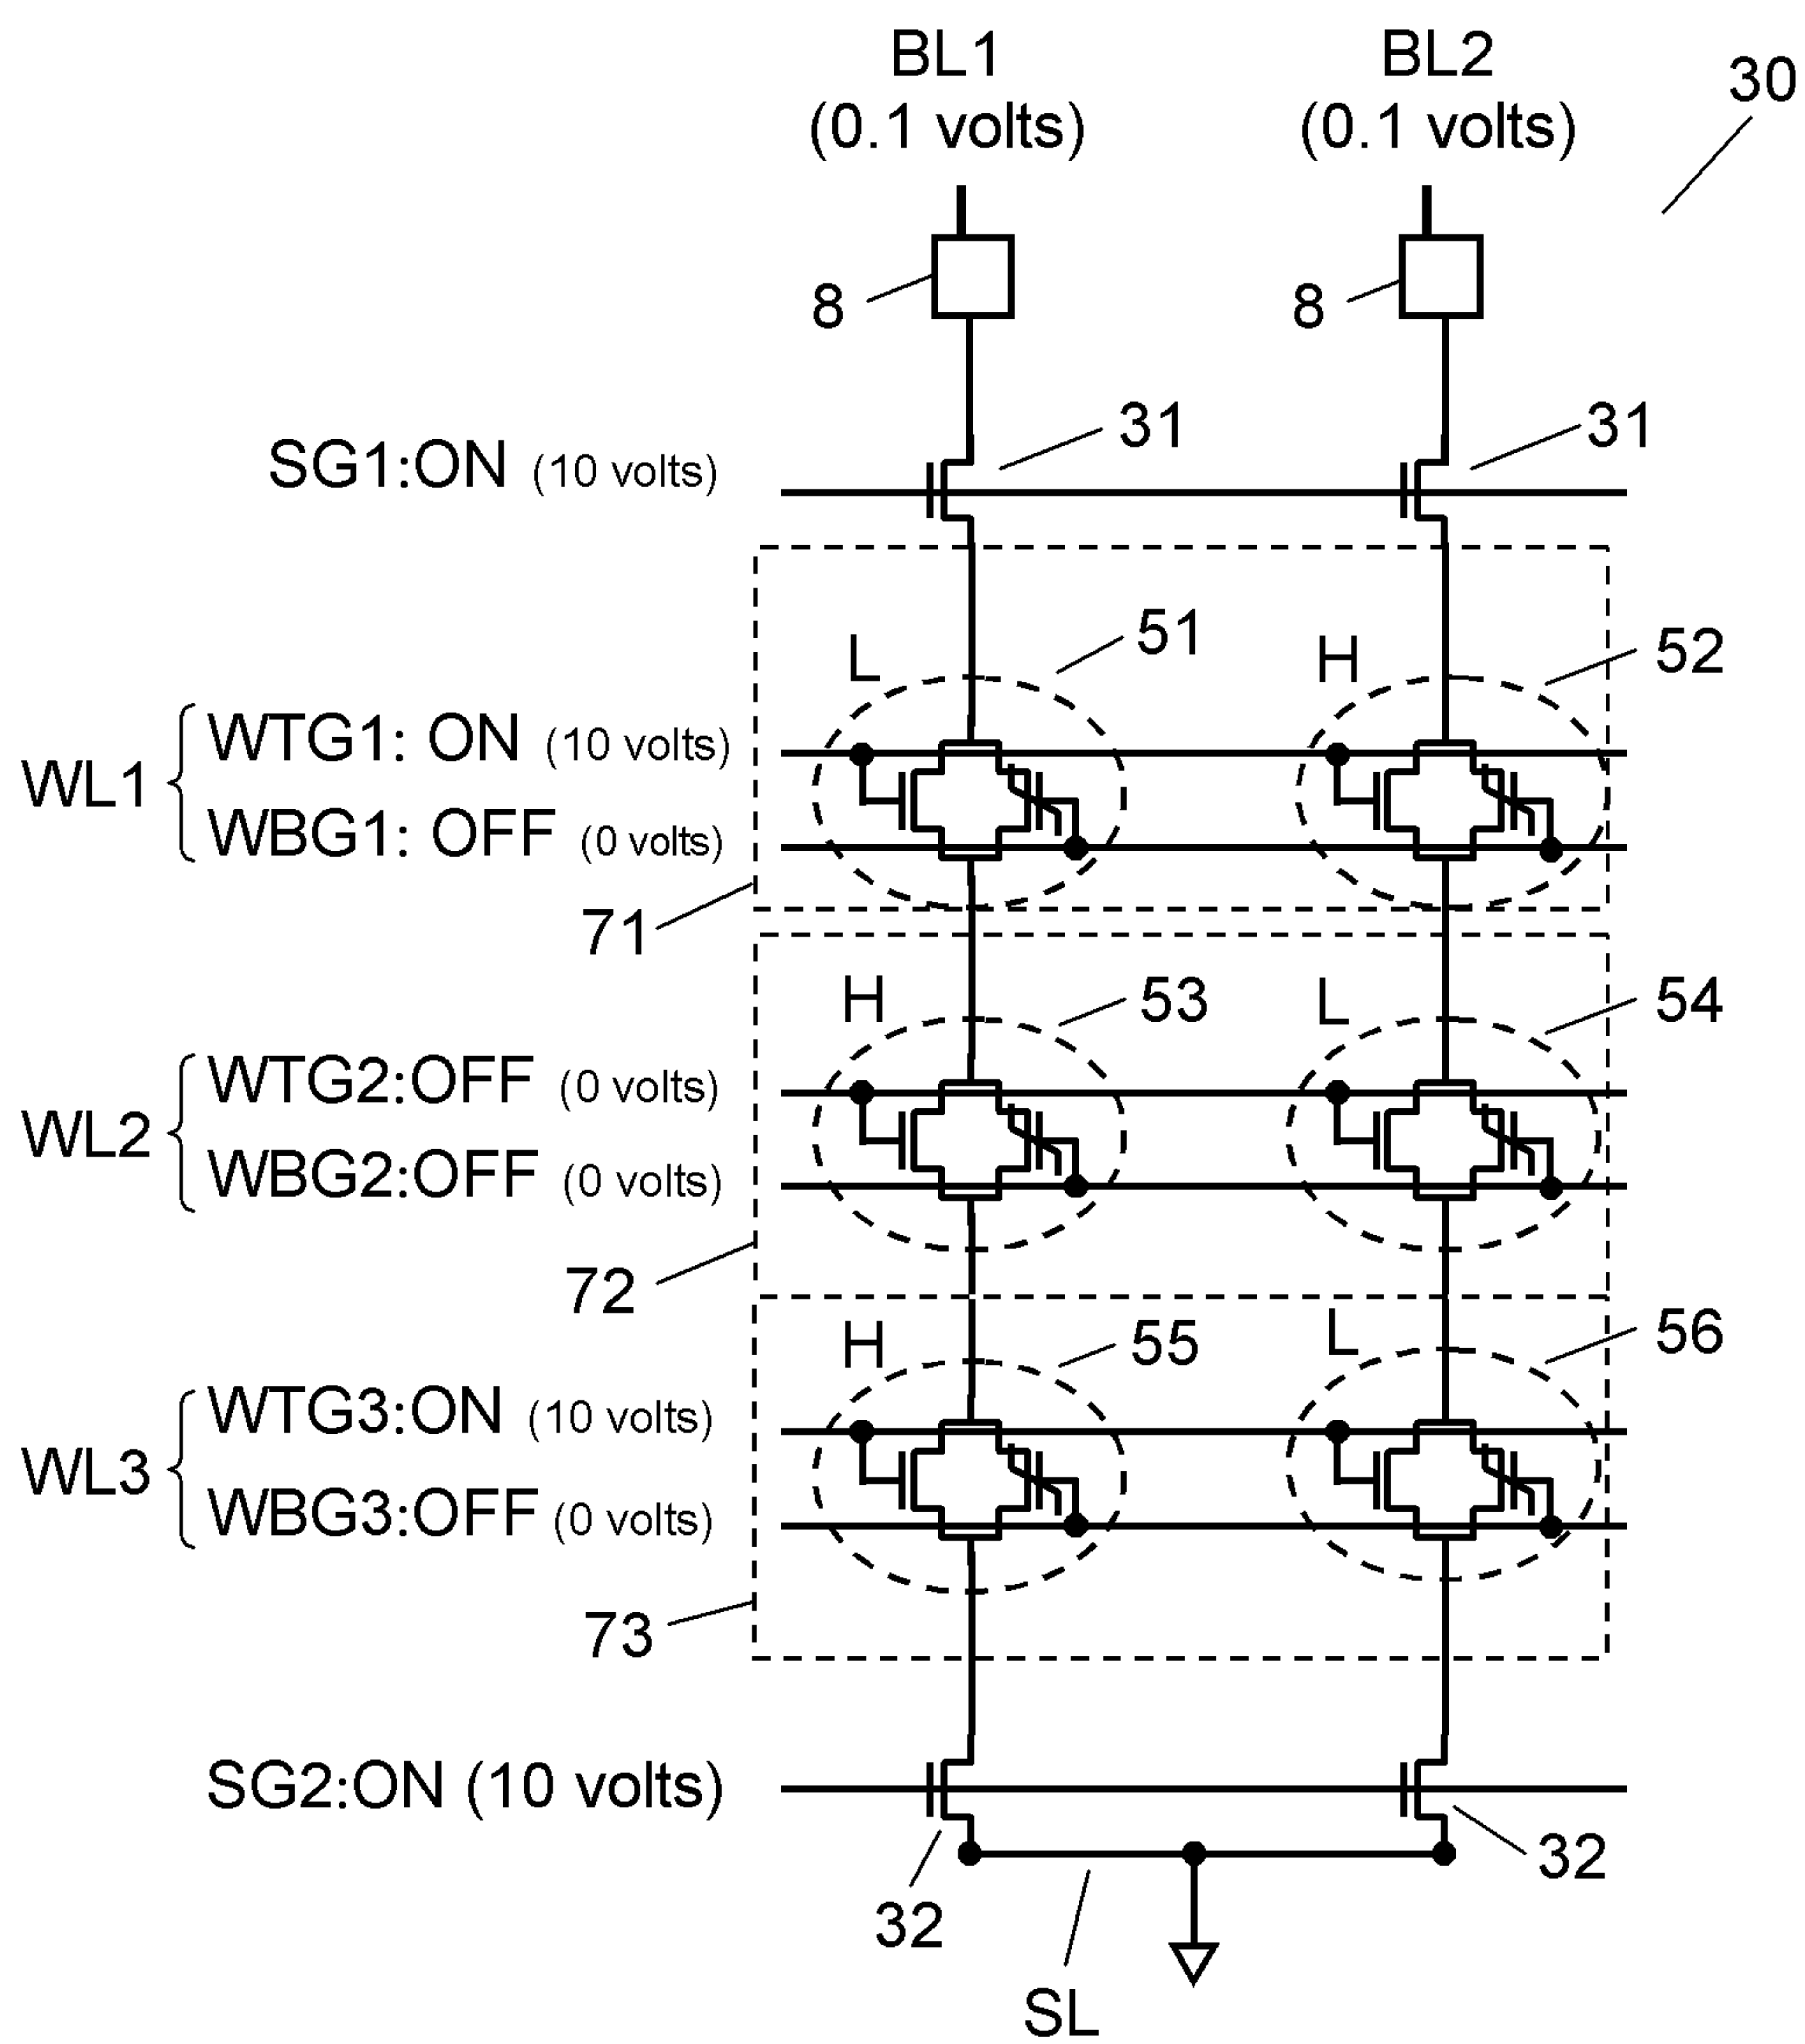 BL1 BL2
(0.1 volts) (0.1 volts)
30
8 8
31 31
SG1:ON (10 volts)
L 51 H 52
WTG1: ON (10 volts)
WL1
WBG1: OFF (0 volts)
71
H 53 L 54
WTG2:OFF (0 volts)
WL2
WBG2:OFF (0 volts)
72
H 55 L 56
WTG3:ON (10 volts)
WL3
WBG3:OFF (0 volts)
73
SG2:ON (10 volts)
32 32
SL